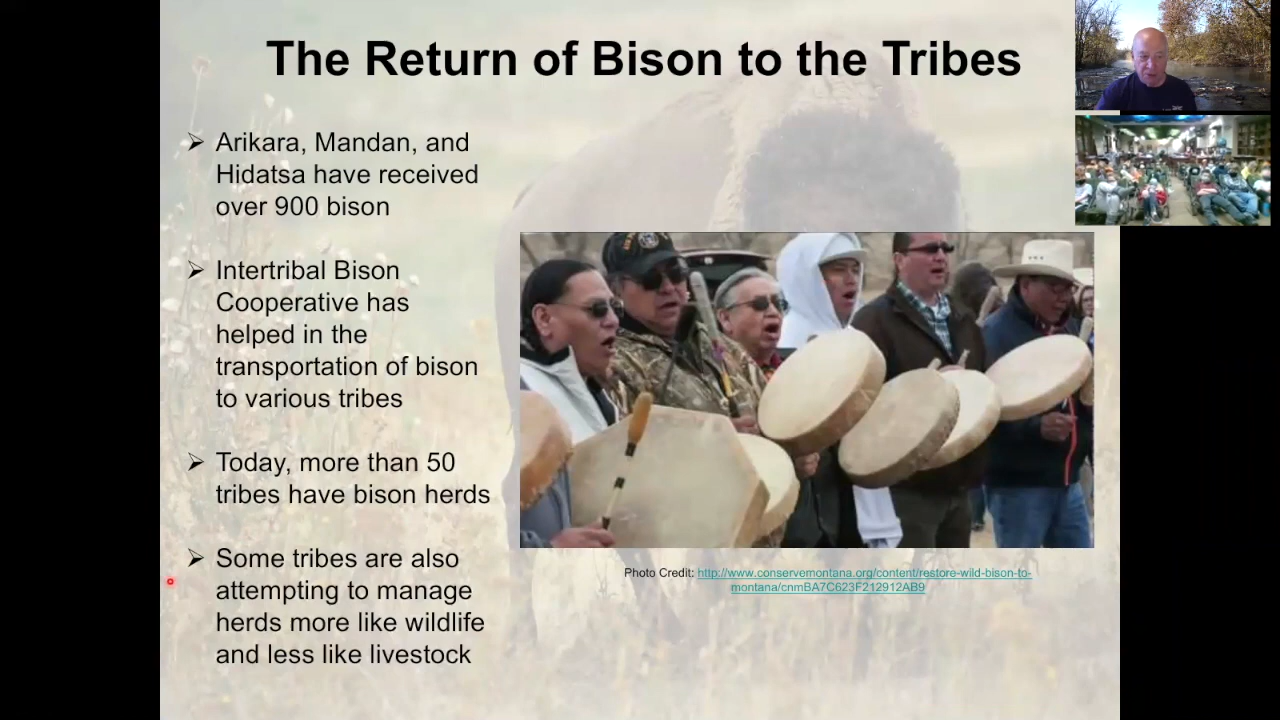 The Return of Bison to the Tribes
Arikara, Mandan, and
Hidatsa have received
over 900 bison
Intertribal Bison
Cooperative has
helped in the
transportation of bison
to various tribes
Today, more than 50
tribes have bison herds
Some tribes are also
attempting to manage
herds more like wildlife
and less like livestock
Photo Credit: http://www.conservemontana.org/content/restore-wild-bison-to-
montana/cnmBA7C623F212912AB9